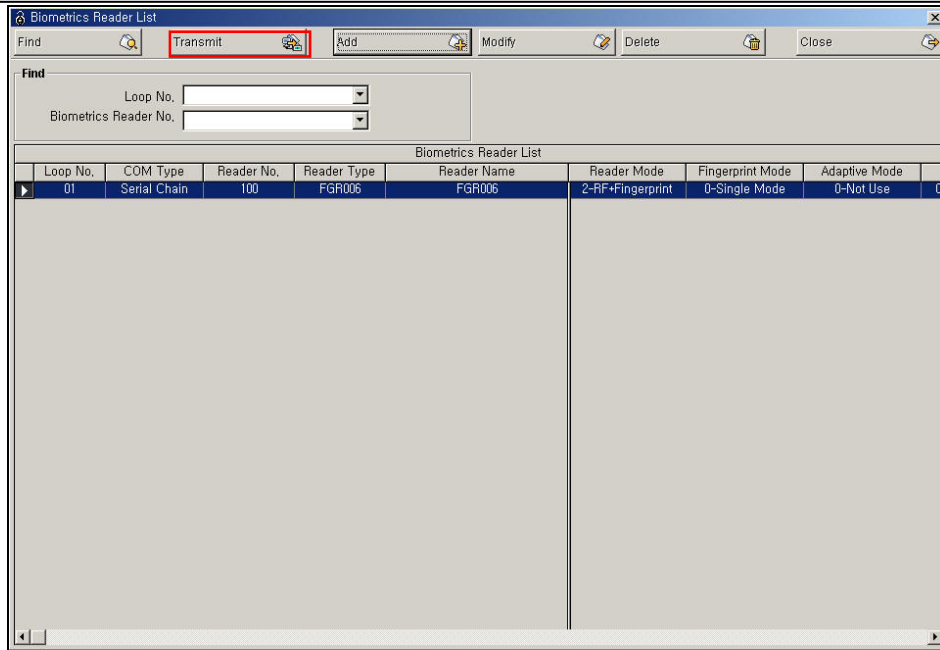 Biometrics Reader List
Find Transmit Add Modify Delete Close
Find
Loop No.
Biometrics Reader No.
Biometrics Reader List
Loop No. COM Type Reader No. Reader Type Reader Name Reader Mode Fingerprint Mode Adaptive Mode
01 Serial Chain 100 FGR006 FGR006 2-RF+Fingerprint 0-Single Mode 0-Not Use